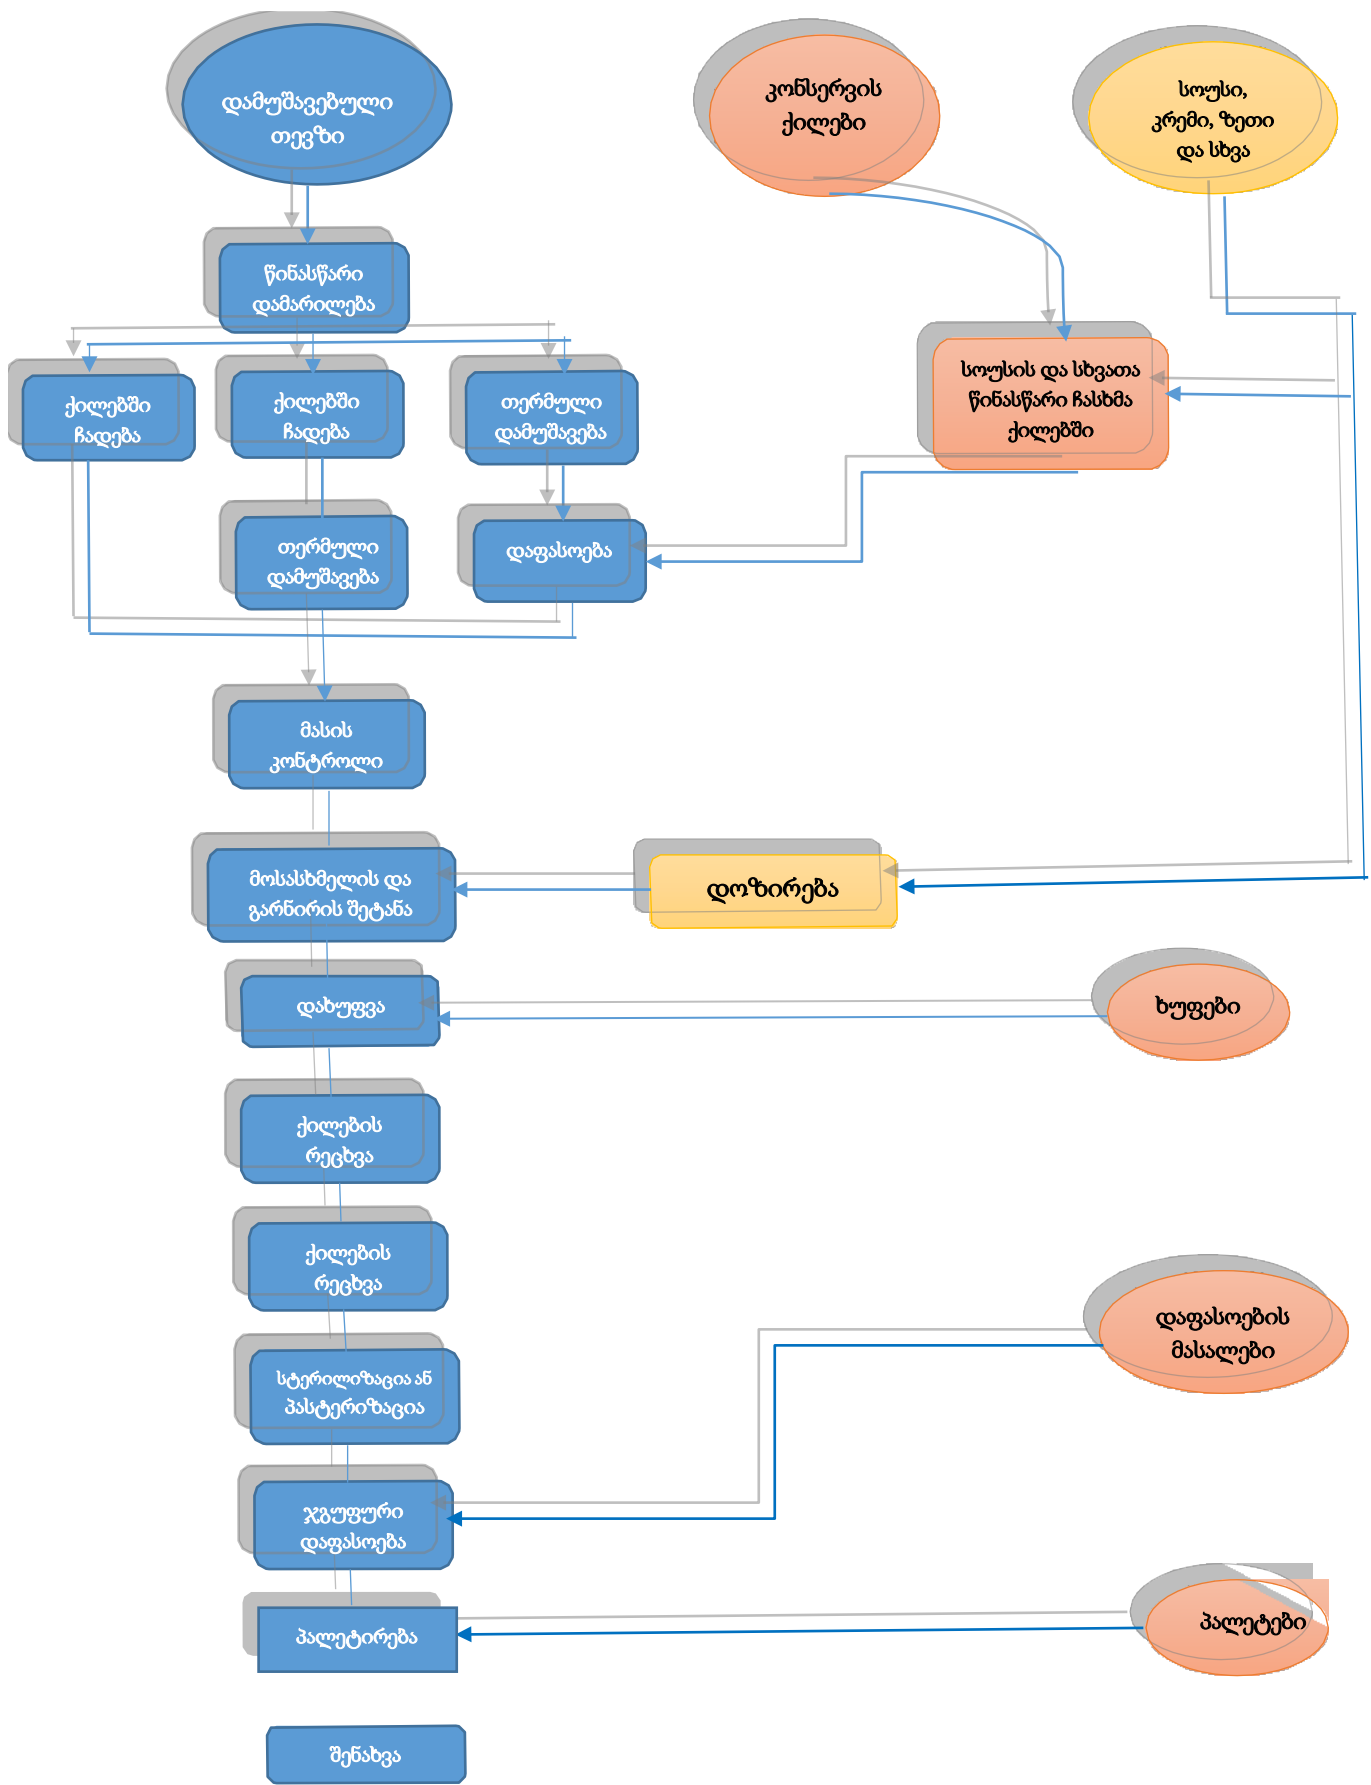 დამუშავებული
თევზი
კონსერვის
ქილები
სოუსი,
კრემი, ზეთი
და სხვა
წინასწარი
დამარილება
ქილებში
ჩადება
ქილებში
ჩადება
თერმული
დამუშავება
სოუსის და სხვათა
წინასწარი ჩასხმა
ქილებში
თერმული
დამუშავება
დაფასოება
მასის
კონტროლი
მოსასხმელის და
გარნირის შეტანა
დოზირება
დახუფვა
ხუფები
ქილების
რეცხვა
ქილების
რეცხვა
დაფასოების
მასალები
სტერილიზაცია ან
პასტერიზაცია
ჯგუფური
დაფასოება
პალეტირება
პალეტები
შენახვა